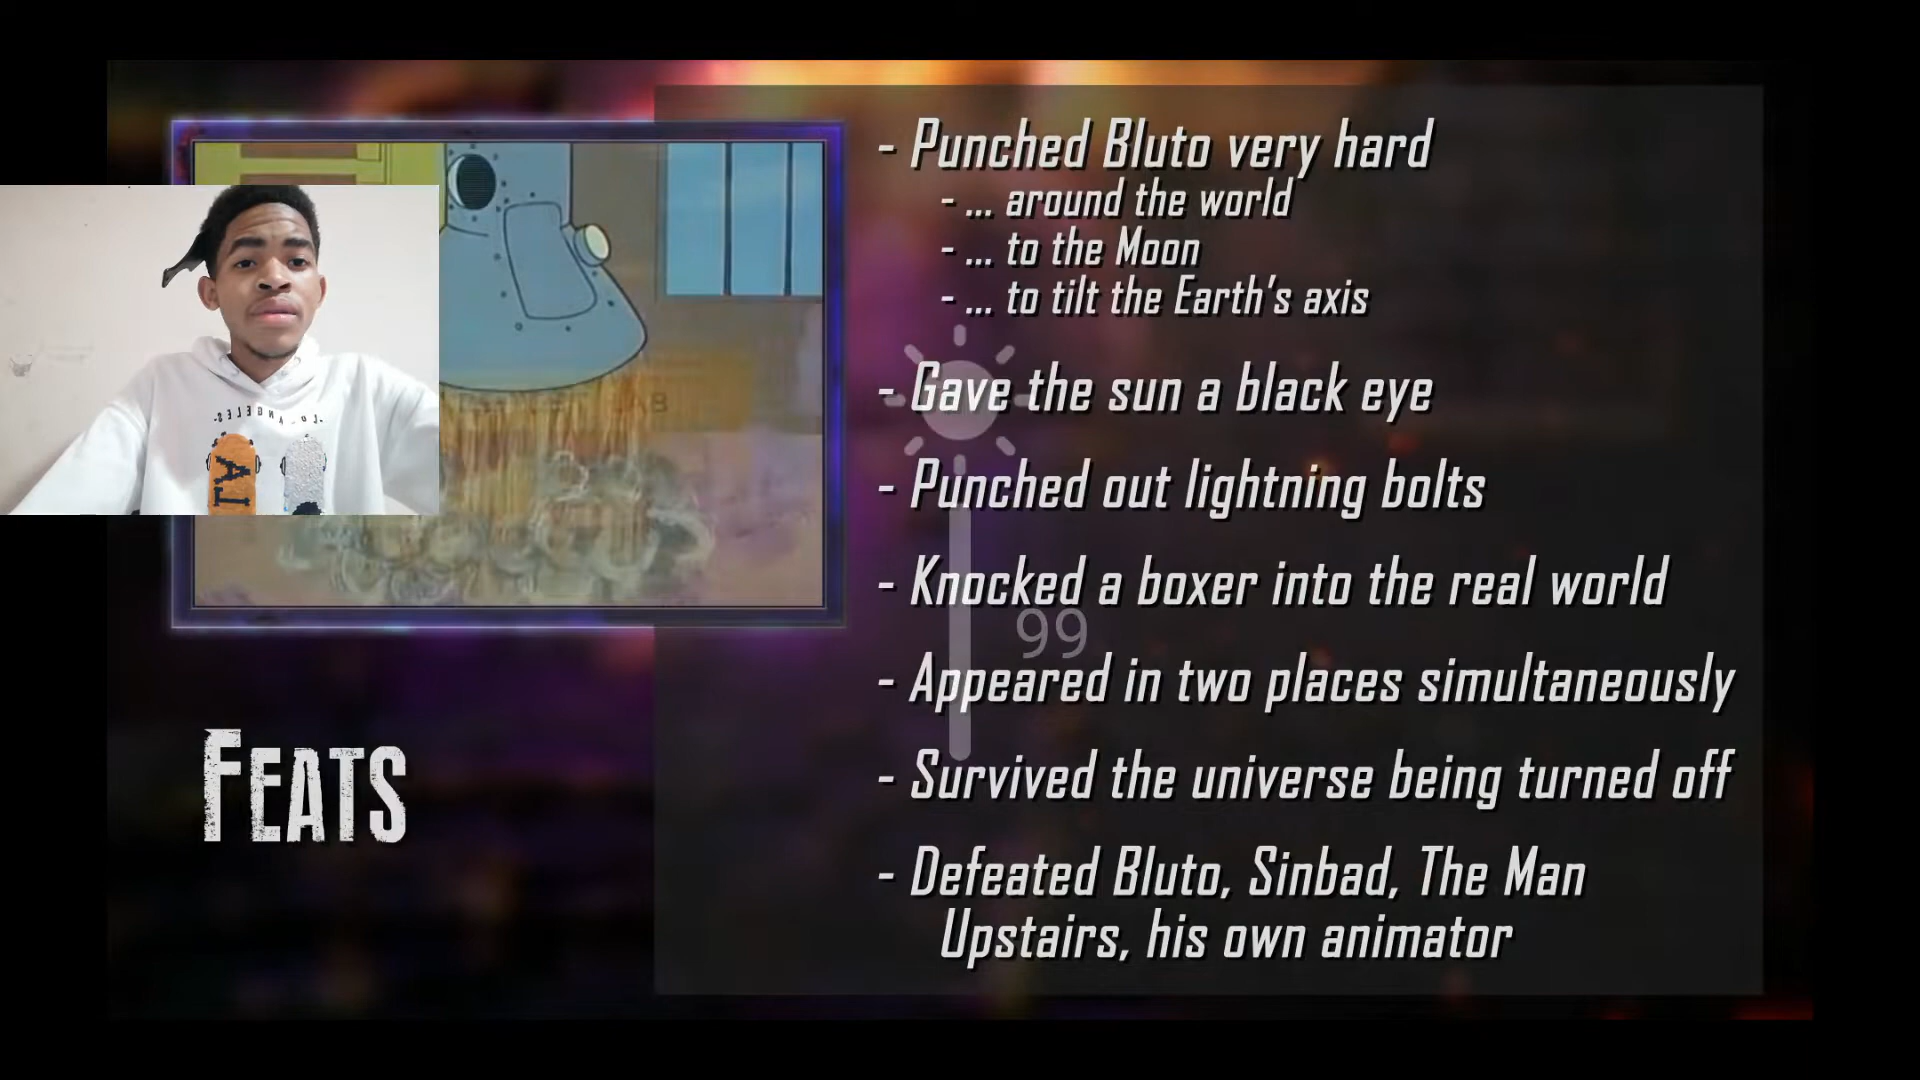 - Punched Bluto very hard
- ... around the world
- ... to the Moon
- ... to tilt the Earth's axis
- Gave the sun a black eye
- Punched out lightning bolts
- Knocked a boxer into the real world
99
- Appeared in two places simultaneously
- Survived the universe being turned off
- Defeated Bluto, Sinbad, The Man
Upstairs, his own animator
FEATS
LA